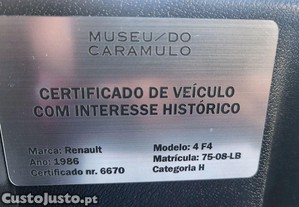 MUSEU/DO
CARAMULO
CERTIFICADO DE VEÍCULO
COM INTERESSE HISTÓRICO
Marca: Renault
Ano: 1986
Certificado nr. 6670
Modelo: 4 F4
Matrícula: 75-08-LB
Categoria H
CustoJusto.pt